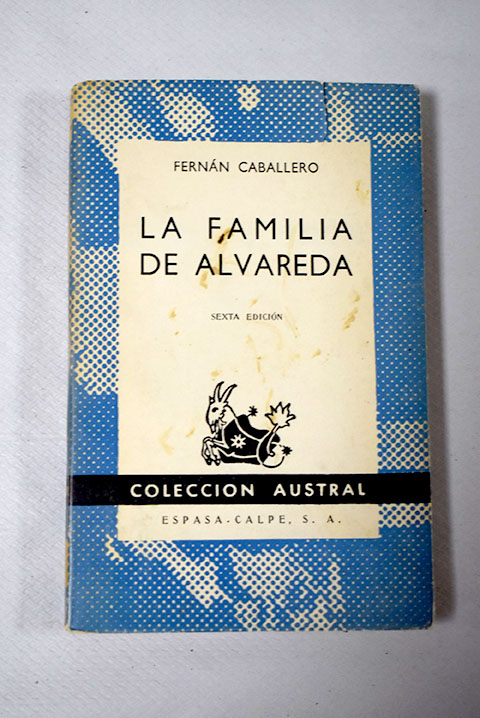 FERNÁN CABALLERO
LA FAMILIA
DE ALVAREDA
SEXTA EDICIÓN
COLECCION AUSTRAL
ESPASA-CALPE, S. A.